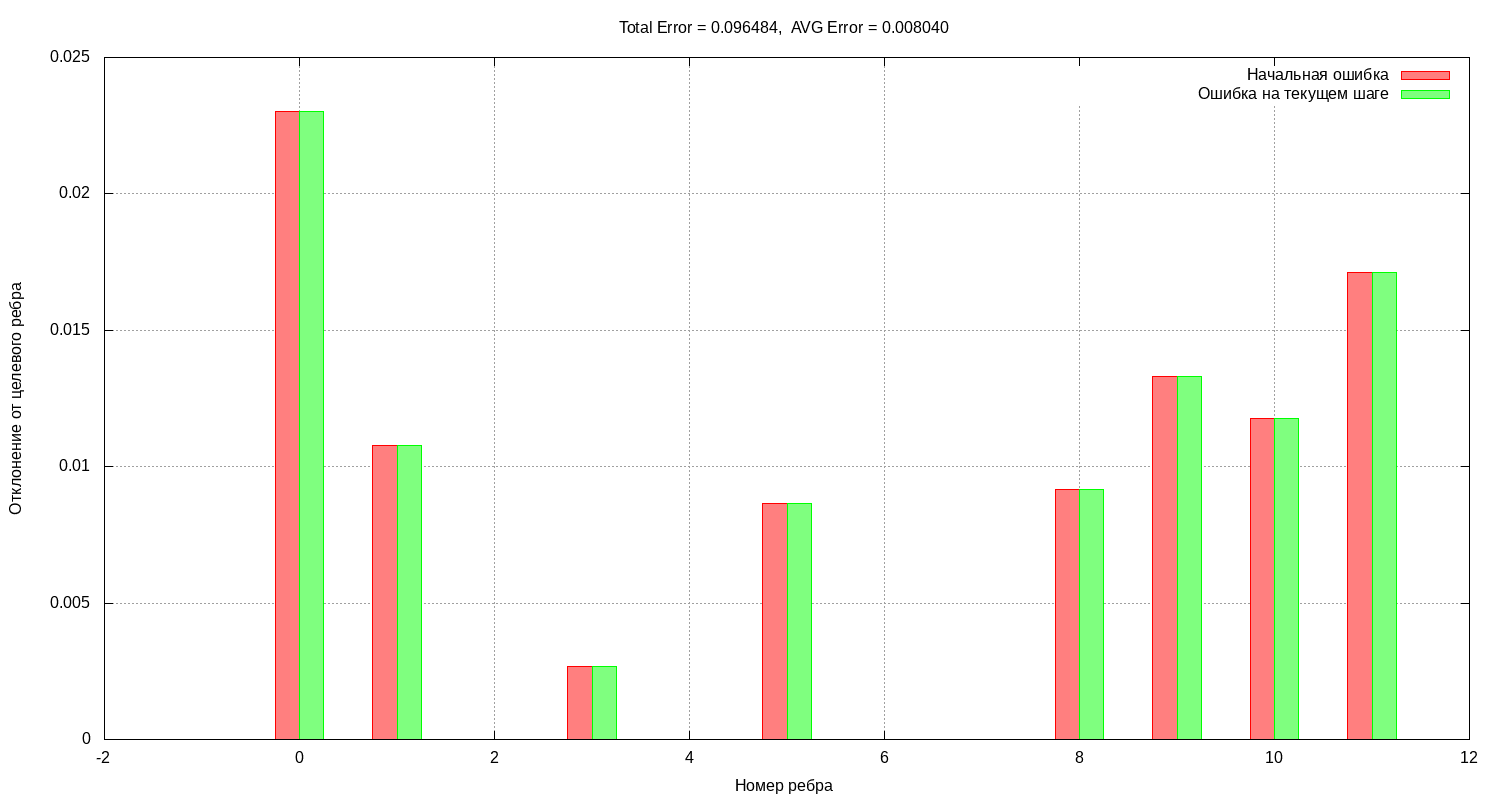 Total Error = 0.096484,  AVG Error = 0.008040
Начальная ошибка
Ошибка на текущем шаге
Отклонение от целевого ребра
0.025
0.02
0.015
0.01
0.005
0
-2
0
2
4
6
8
10
12
Номер ребра